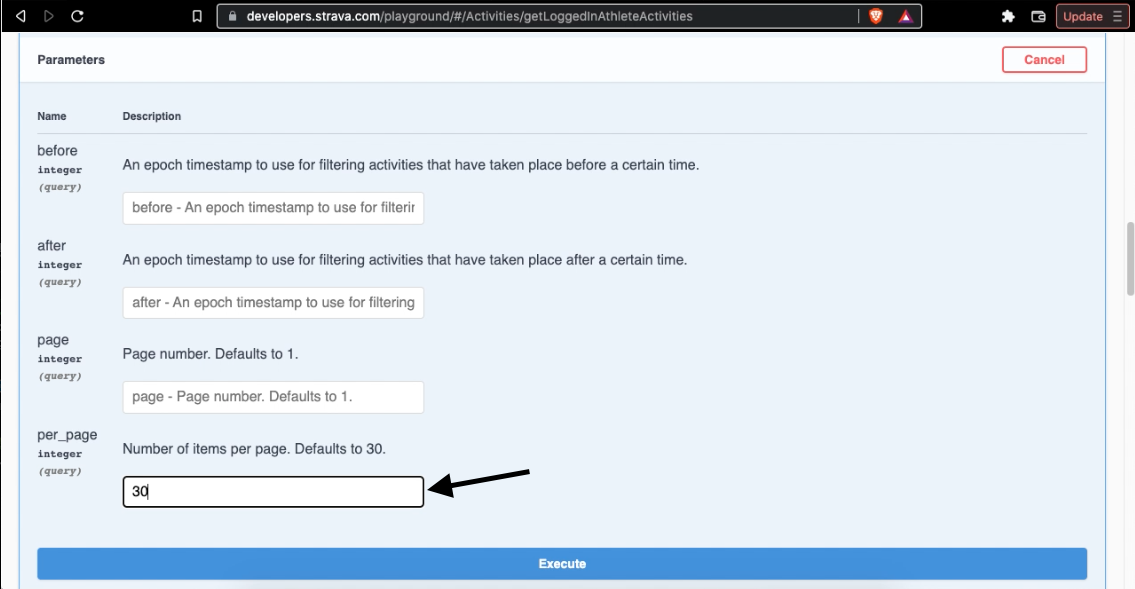 developers.strava.com/playground/#/Activities/getLoggedInAthleteActivities
Update
Parameters
Cancel
Name Description
before
integer
(query)
An epoch timestamp to use for filtering activities that have taken place before a certain time.
before - An epoch timestamp to use for filterin
after
integer
(query)
An epoch timestamp to use for filtering activities that have taken place after a certain time.
after - An epoch timestamp to use for filtering
page
integer
(query)
Page number. Defaults to 1.
page - Page number. Defaults to 1.
per_page
integer
(query)
Number of items per page. Defaults to 30.
30
Execute